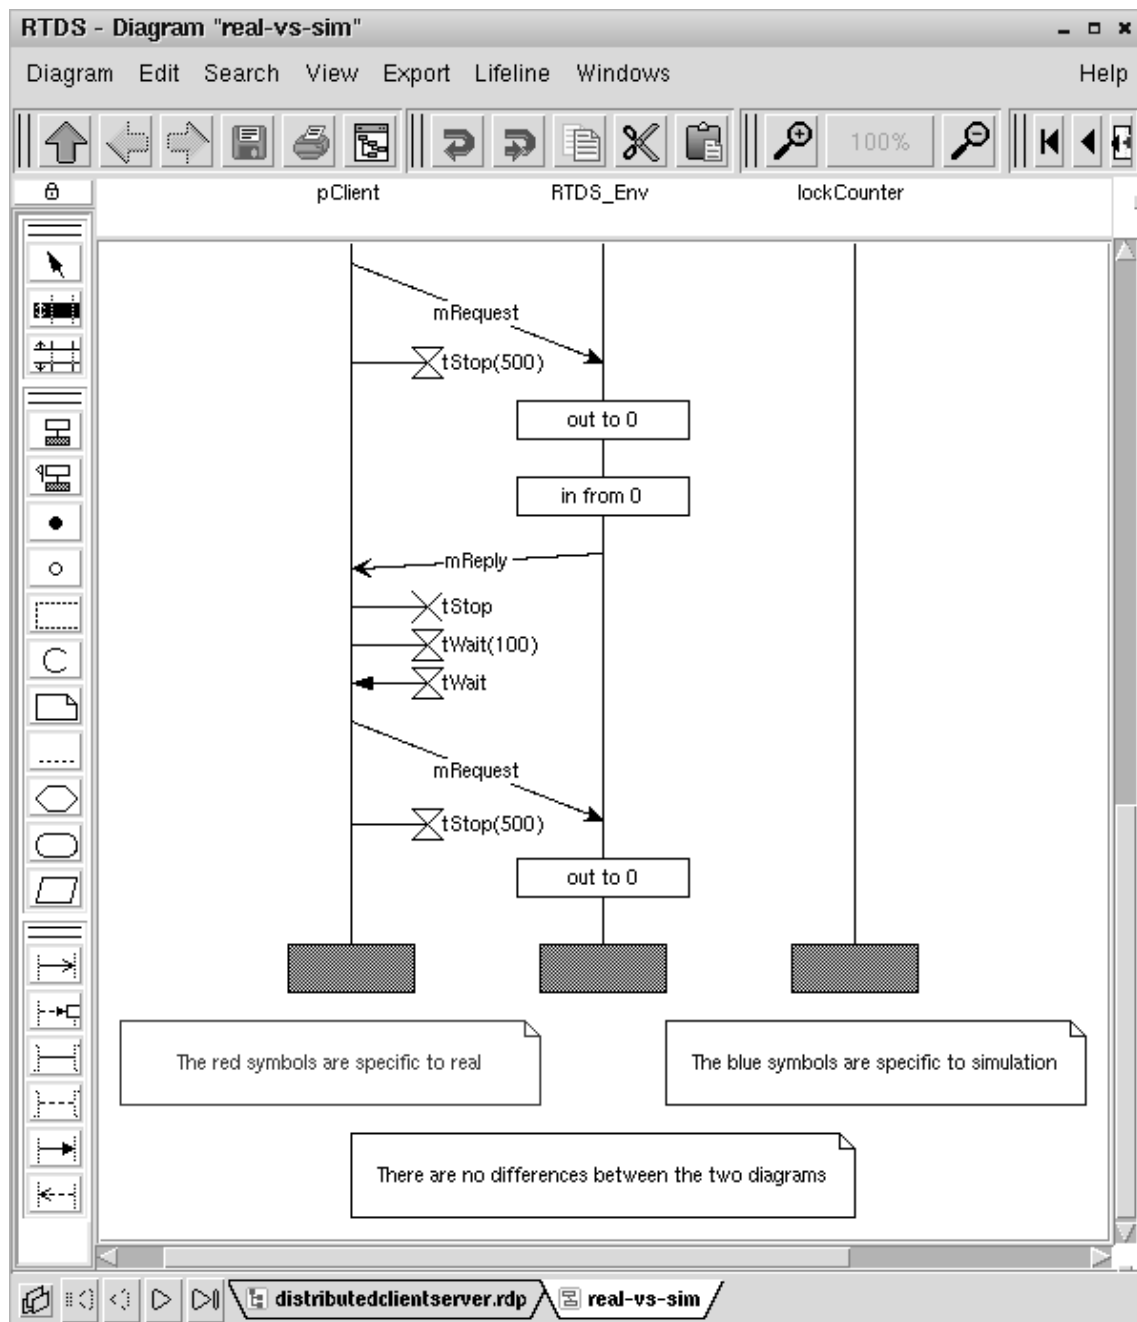 RTDS - Diagram "real-vs-sim"
Diagram Edit Search View Export Lifeline Windows Help
100%
pClient RTDS_Env lockCounter
mRequest
tStop(500)
out to 0
in from 0
mReply
tStop
tWait(100)
tWait
mRequest
tStop(500)
out to 0
The red symbols are specific to real
The blue symbols are specific to simulation
There are no differences between the two diagrams
distributedclientserver.rdp real-vs-sim